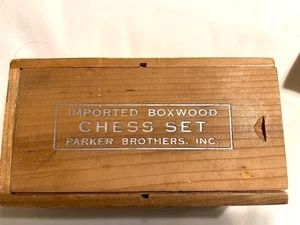 IMPORTED BOXWOOD
CHESS SET
PARKER BROTHERS, INC.